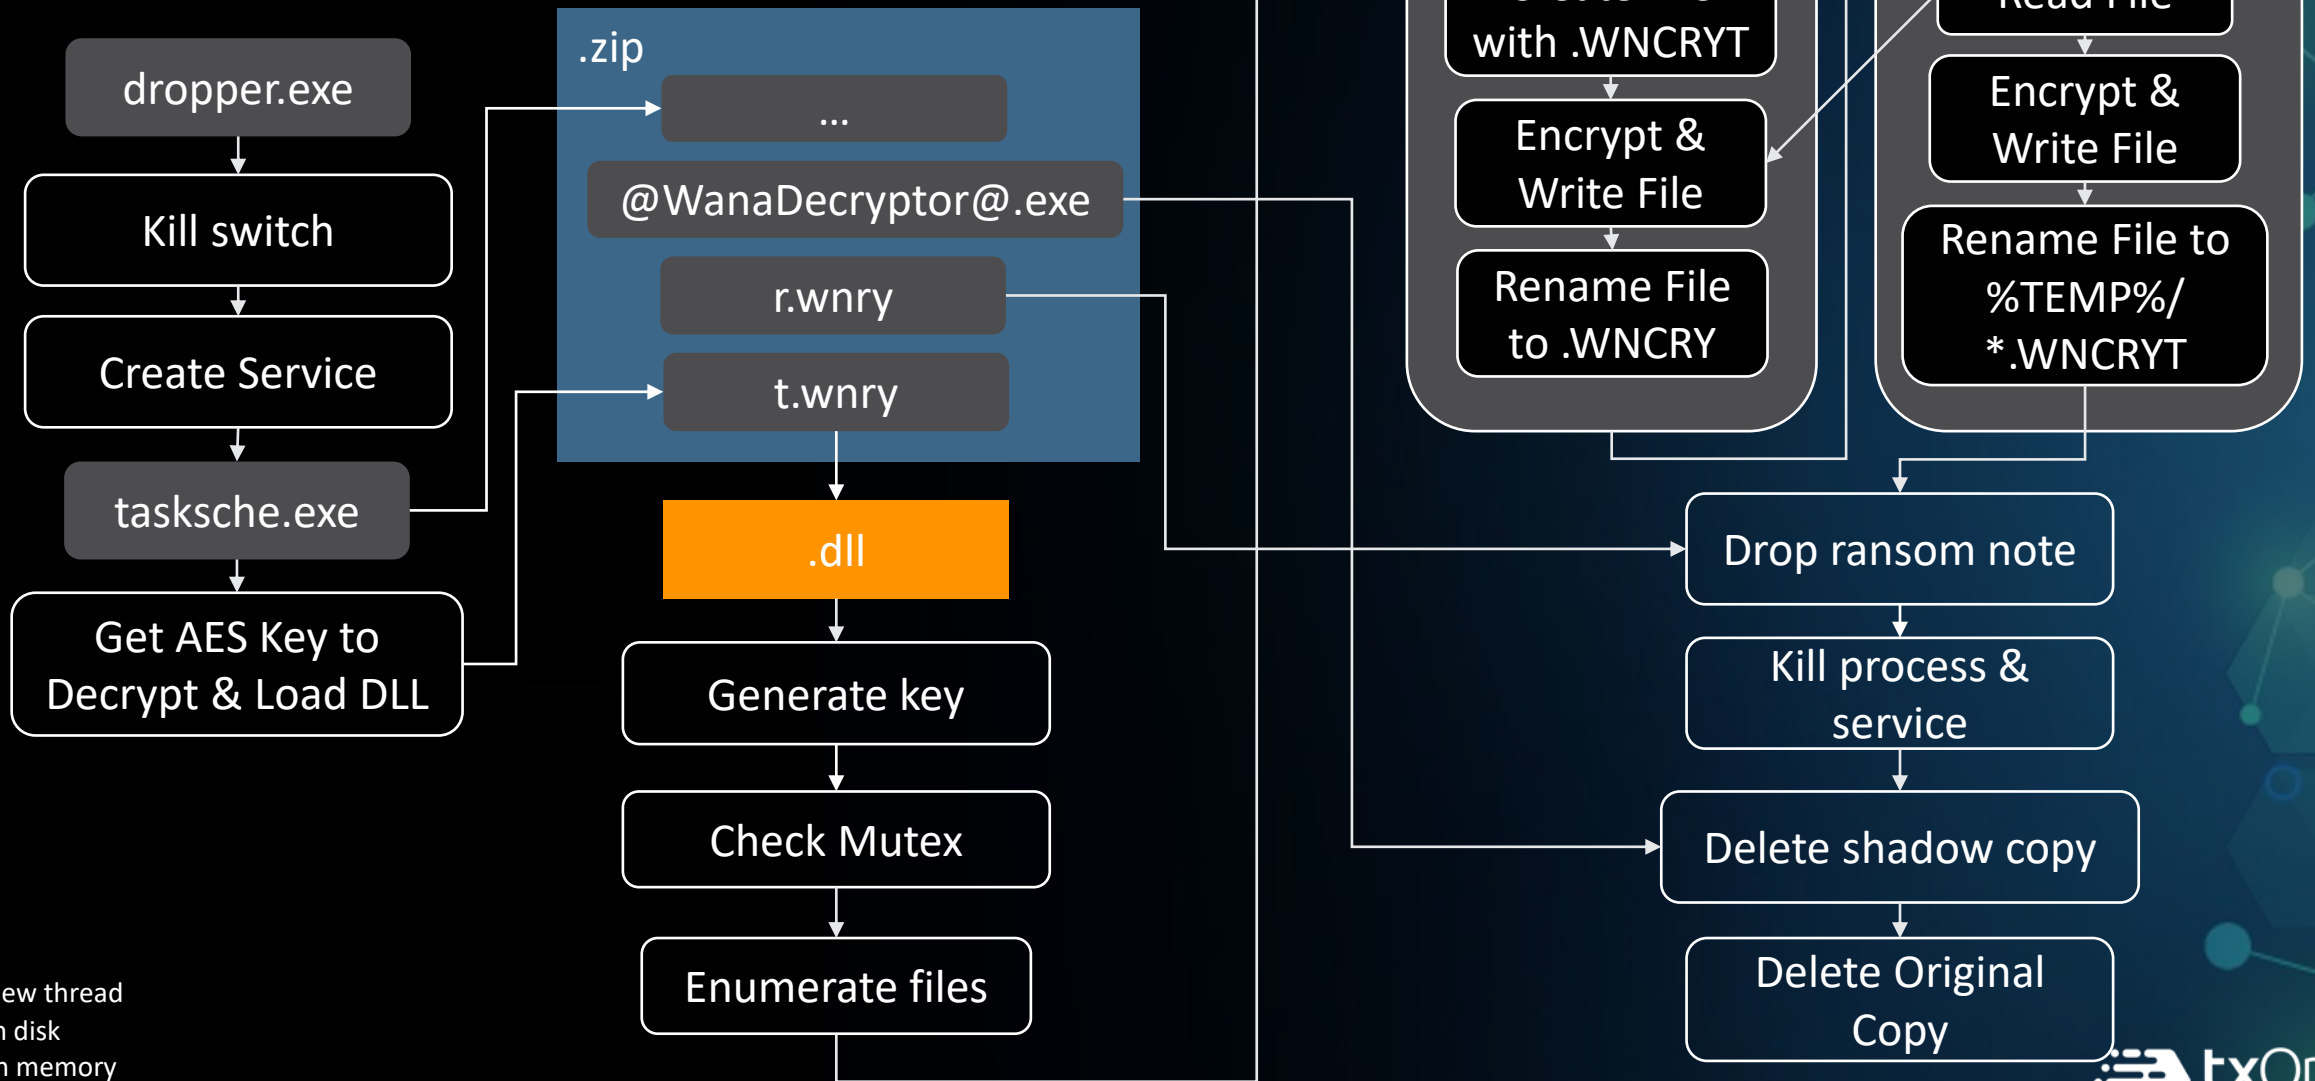 dropper.exe
Kill switch
Create Service
tasksche.exe
Get AES Key to
Decrypt & Load DLL
thread
disk
memory
.zip
...
@WanaDecryptor@.exe
r.wnry
t.wnry
.dll
Generate key
Check Mutex
Enumerate files
with .WNCRYT
Encrypt &
Write File
Rename File
to .WNCRY
Read File
Encrypt &
Write File
Rename File to
%TEMP%/
*.WNCRYT
Drop ransom note
Kill process &
service
Delete shadow copy
Delete Original
Copy